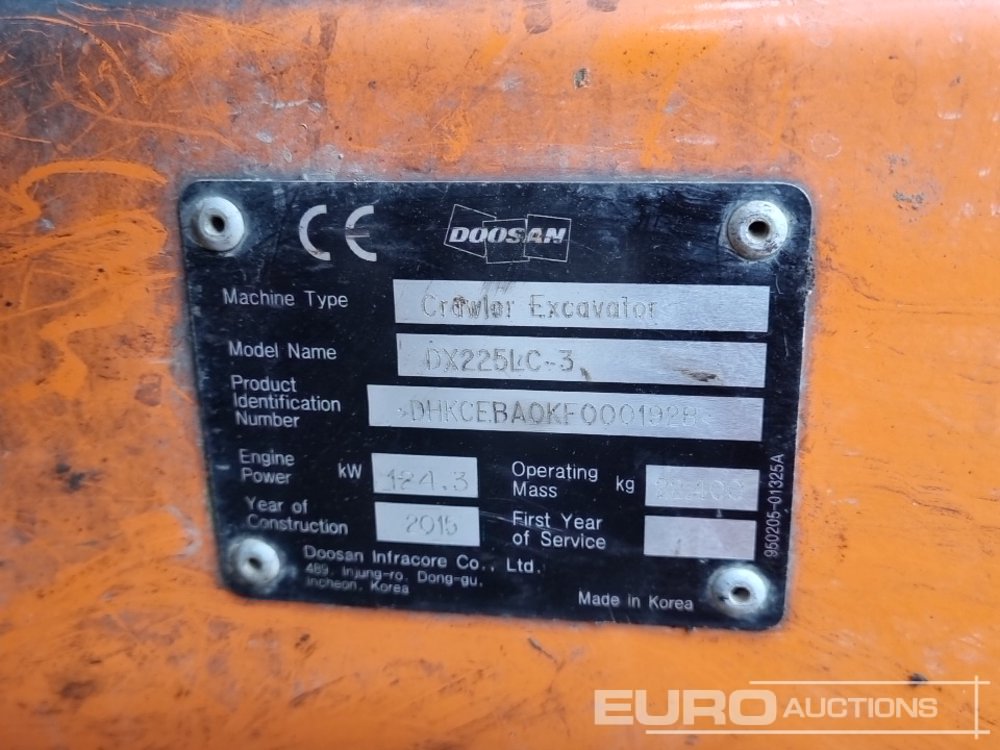 CE DOOSAN
Machine Type Crawler Excavator
Model Name DX225LC-3
Product
Identification
Number
Engine
Power kW 124.3
Operating
Mass kg
Year of
Construction 2015
First Year
of Service
Doosan Infracore Co., Ltd.
489, Injung-ro, Dong-gu,
Incheon, Korea
Made in Korea
950205-01325A
EURO AUCTIONS